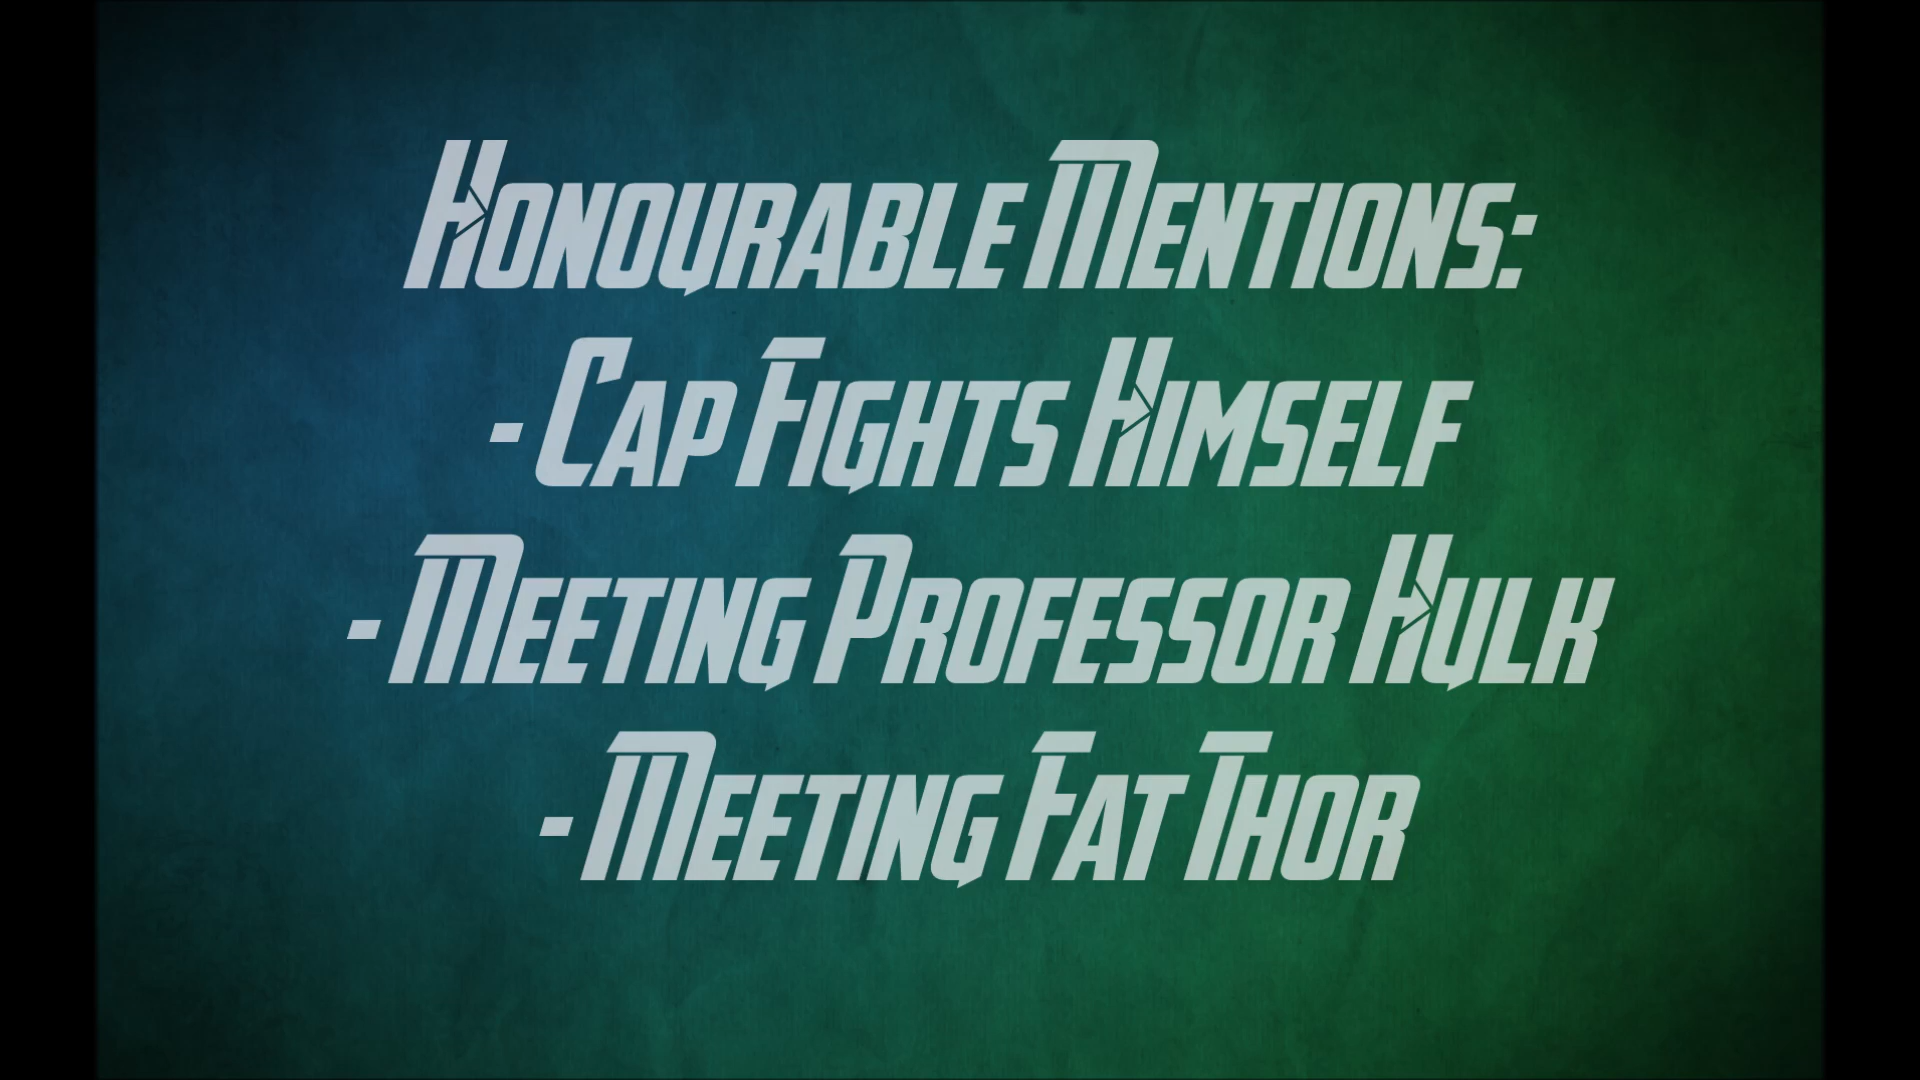 Honourable Mentions:
- Cap Fights Himself
- Meeting Professor Hulk
- Meeting Fat Thor